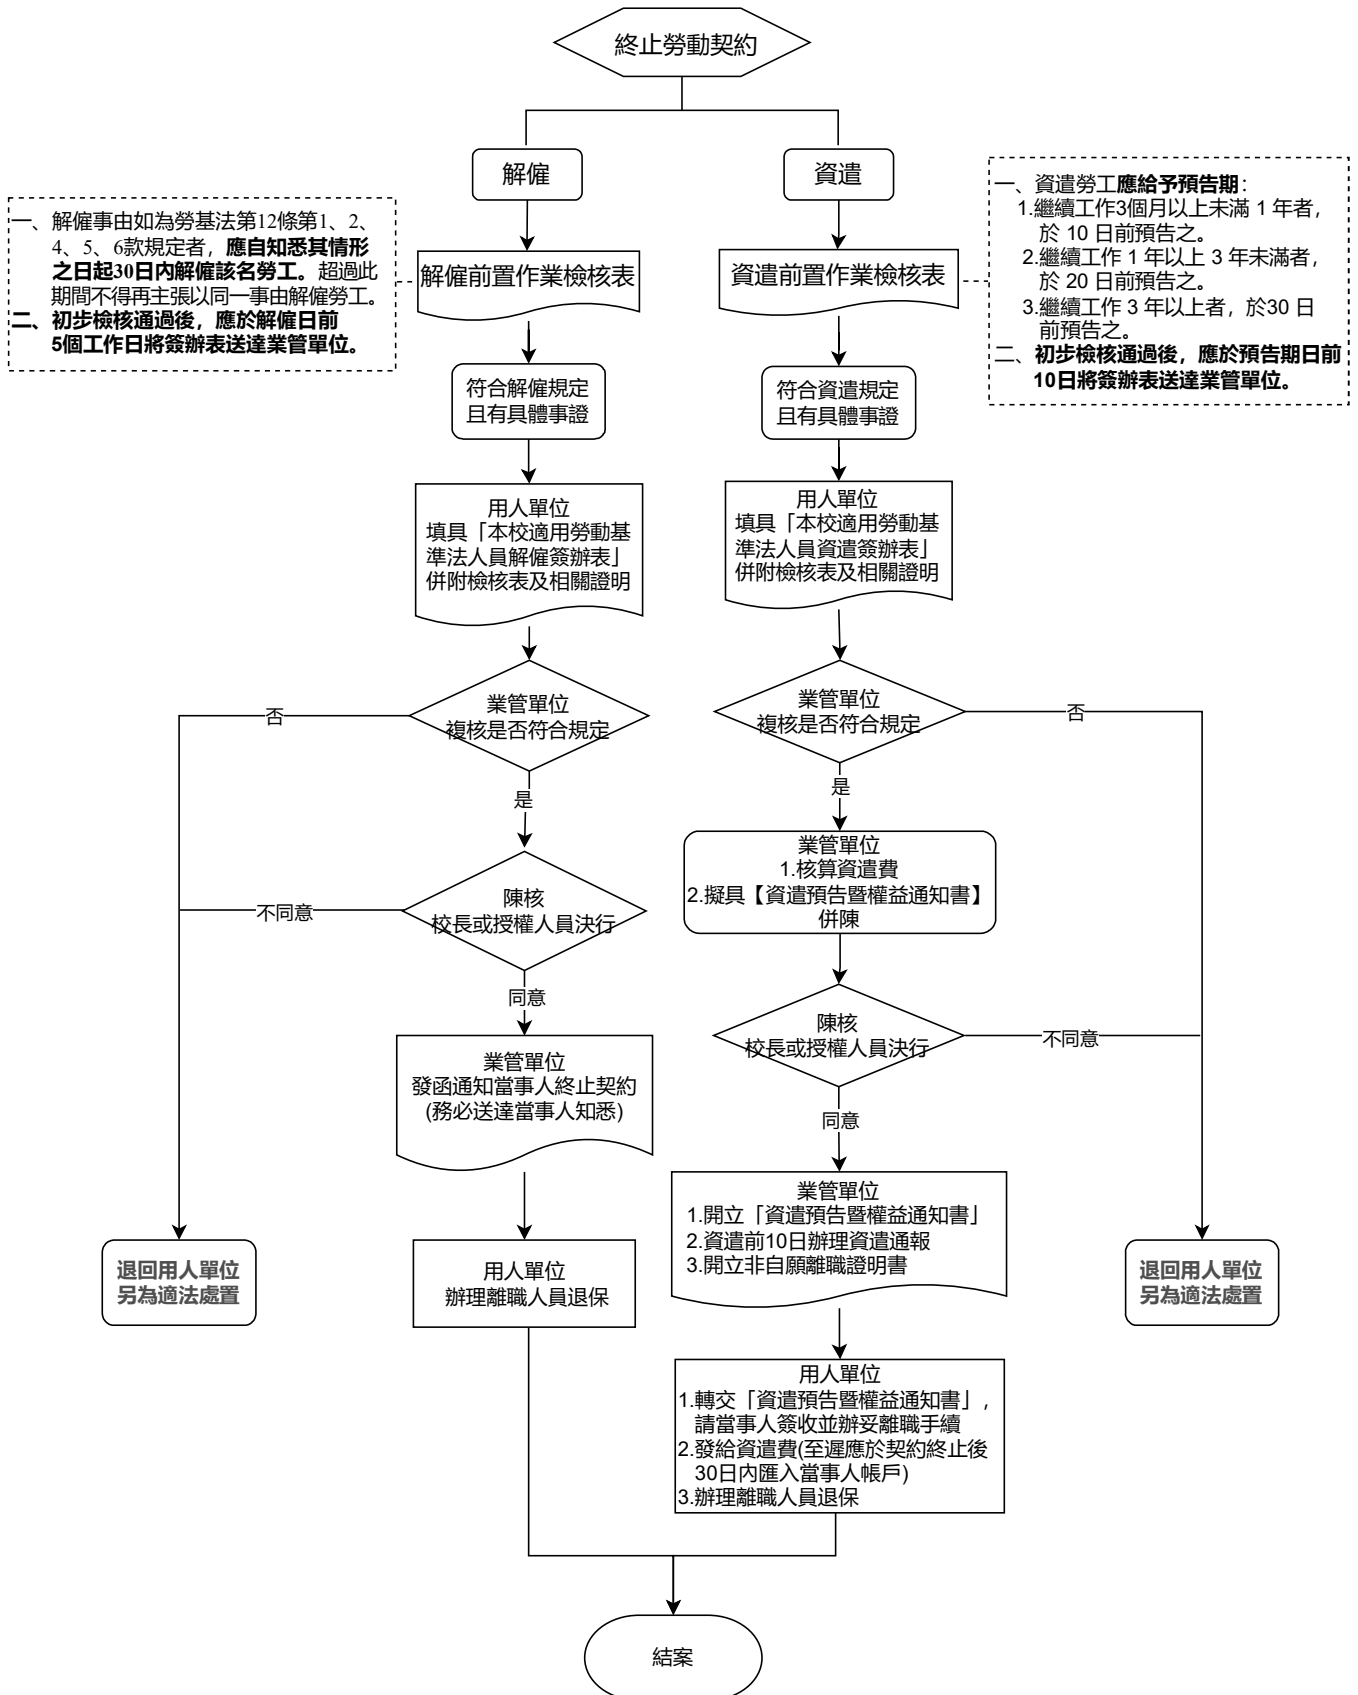 終止勞動契約
解僱
資遣
一、解僱事由如為勞基法第12條第1、2、
4、5、6款規定者，應自知悉其情形
之日起30日內解僱該名勞工。超過此
期間不得再主張以同一事由解僱勞工。
二、初步檢核通過後，應於解僱日前
5個工作日將簽辦表送達業管單位。
解僱前置作業檢核表
資遣前置作業檢核表
一、資遣勞工應給予預告期：
1.繼續工作3個月以上未滿 1 年者，
於 10 日前預告之。
2.繼續工作 1 年以上 3 年未滿者，
於 20 日前預告之。
3.繼續工作 3 年以上者，於30 日
前預告之。
二、初步檢核通過後，應於預告期日前
10日將簽辦表送達業管單位。
符合解僱規定
且有具體事證
符合資遣規定
且有具體事證
用人單位
填具「本校適用勞動基
準法人員解僱簽辦表」
併附檢核表及相關證明
用人單位
填具「本校適用勞動基
準法人員資遣簽辦表」
併附檢核表及相關證明
業管單位
複核是否符合規定
否
是
業管單位
複核是否符合規定
否
是
陳核
校長或授權人員決行
不同意
同意
業管單位
1.核算資遣費
2.擬具【資遣預告暨權益通知書】
併陳
陳核
校長或授權人員決行
不同意
同意
業管單位
發函通知當事人終止契約
(務必送達當事人知悉)
業管單位
1.開立「資遣預告暨權益通知書」
2.資遣前10日辦理資遣通報
3.開立非自願離職證明書
退回用人單位
另為適法處置
用人單位
辦理離職人員退保
退回用人單位
另為適法處置
用人單位
1.轉交「資遣預告暨權益通知書」，
請當事人簽收並辦妥離職手續
2.發給資遣費(至遲應於契約終止後
30日內匯入當事人帳戶)
3.辦理離職人員退保
結案